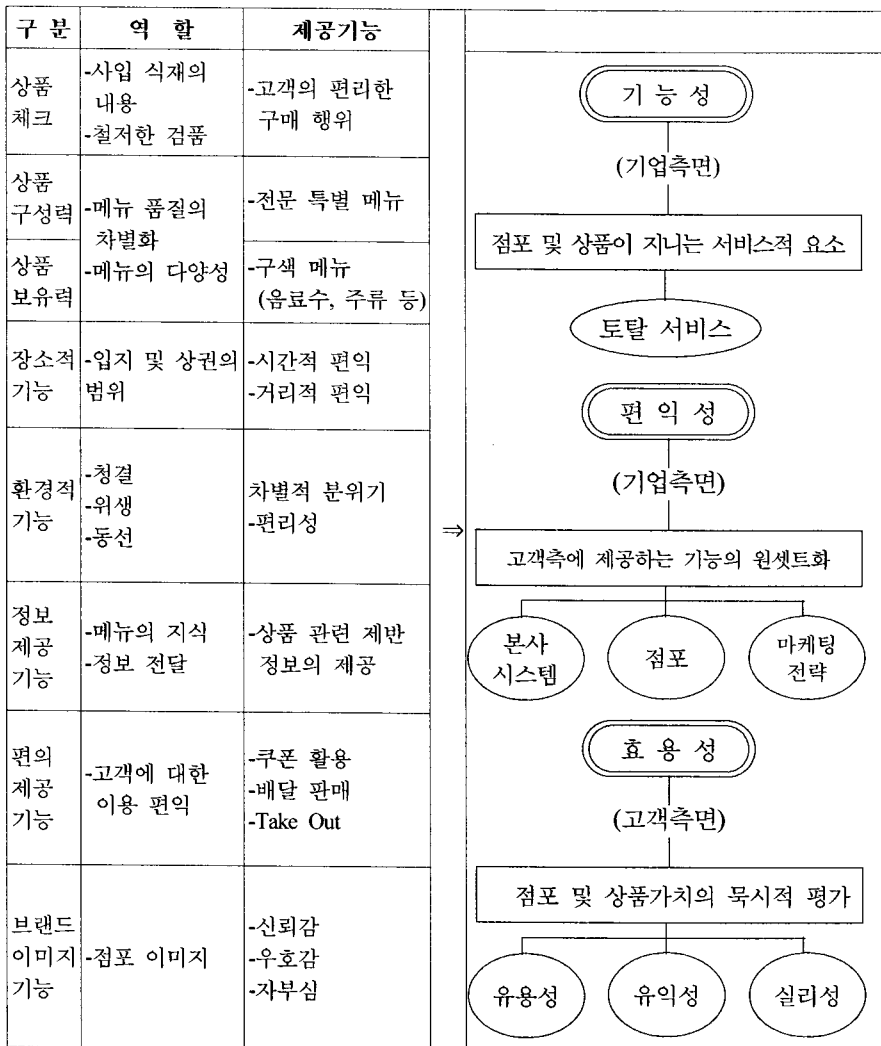 구 분 역 할 제공기능
상품
체크
-사입 식재의
내용
-철저한 검품
-고객의 편리한
구매 행위
상품
구성력
상품
보유력
-메뉴 품질의
차별화
-메뉴의 다양성
-전문 특별 메뉴
-구색 메뉴
(음료수, 주류 등)
장소적
기능
-입지 및 상권의
범위
-시간적 편익
-거리적 편익
환경적
기능
-청결
-위생
-동선
차별적 분위기
-편리성
정보
제공
기능
-메뉴의 지식
-정보 전달
-상품 관련 제반
정보의 제공
편의
제공
기능
-고객에 대한
이용 편익
-쿠폰 활용
-배달 판매
-Take Out
브랜드
이미지
기능
-점포 이미지
-신뢰감
-우호감
-자부심
⇒
기 능 성
(기업측면)
점포 및 상품이 지니는 서비스적 요소
토탈 서비스
편 익 성
(기업측면)
고객측에 제공하는 기능의 원셋트화
본사
시스템
점포
마케팅
전략
효 용 성
(고객측면)
점포 및 상품가치의 묵시적 평가
유용성
유익성
실리성